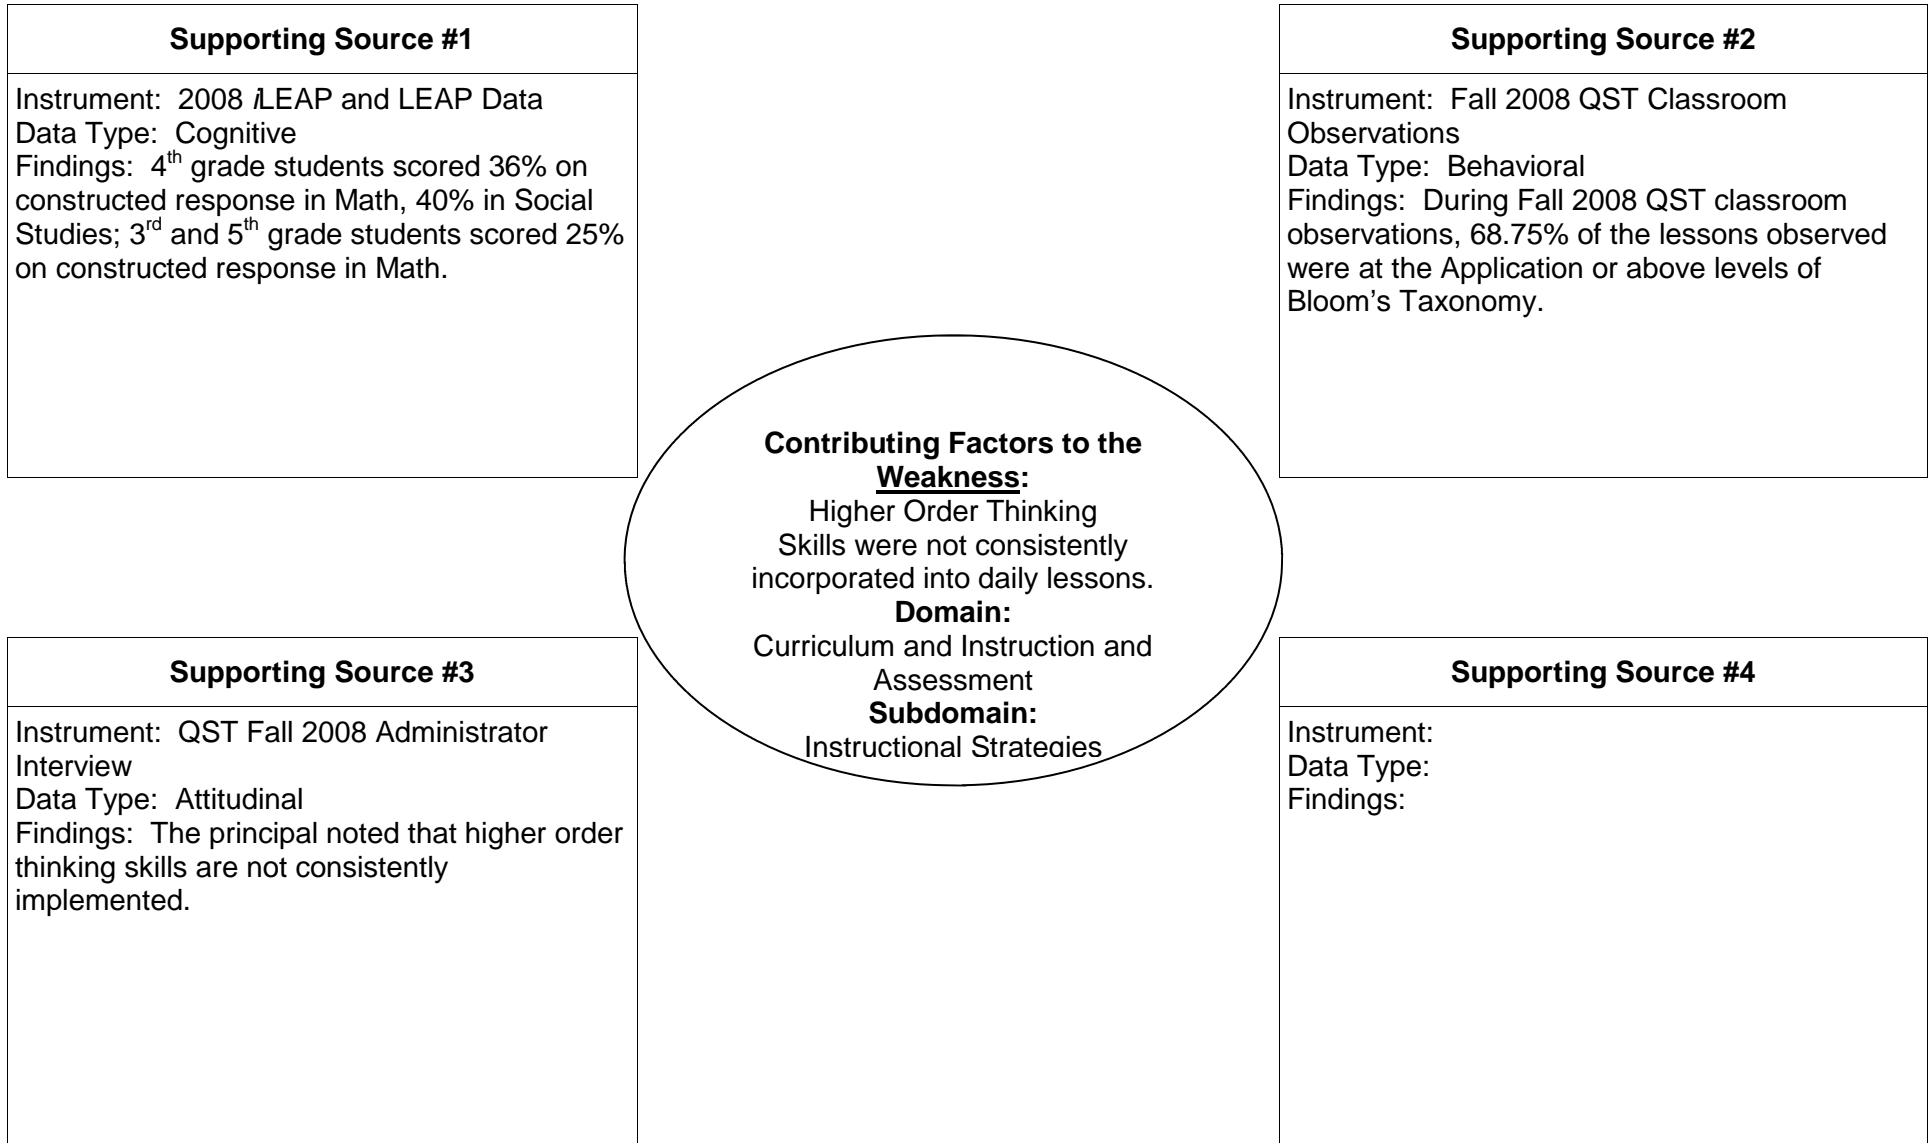 Supporting Source #1
Instrument: 2008 iLEAP and LEAP Data
Data Type: Cognitive
Findings: 4th grade students scored 36% on
constructed response in Math, 40% in Social
Studies; 3rd and 5th grade students scored 25%
on constructed response in Math.
Supporting Source #2
Instrument: Fall 2008 QST Classroom
Observations
Data Type: Behavioral
Findings: During Fall 2008 QST classroom
observations, 68.75% of the lessons observed
were at the Application or above levels of
Bloom’s Taxonomy.
Contributing Factors to the
Weakness:
Higher Order Thinking
Skills were not consistently
incorporated into daily lessons.
Domain:
Curriculum and Instruction and
Assessment
Subdomain:
Instructional Strategies
Supporting Source #3
Instrument: QST Fall 2008 Administrator
Interview
Data Type: Attitudinal
Findings: The principal noted that higher order
thinking skills are not consistently
implemented.
Supporting Source #4
Instrument:
Data Type:
Findings: